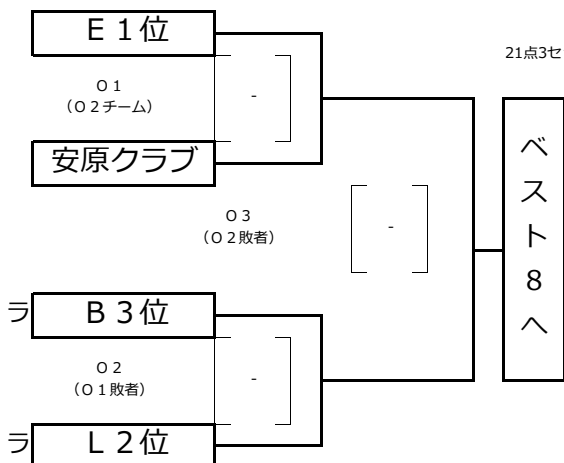 Ｅ１位
21点3セ
Ｏ１
（Ｏ２チーム）
-
安原クラブ
ベスト８へ
Ｏ３
（Ｏ２敗者）
-
ラ
Ｂ３位
Ｏ２
（Ｏ１敗者）
-
ラ
Ｌ２位